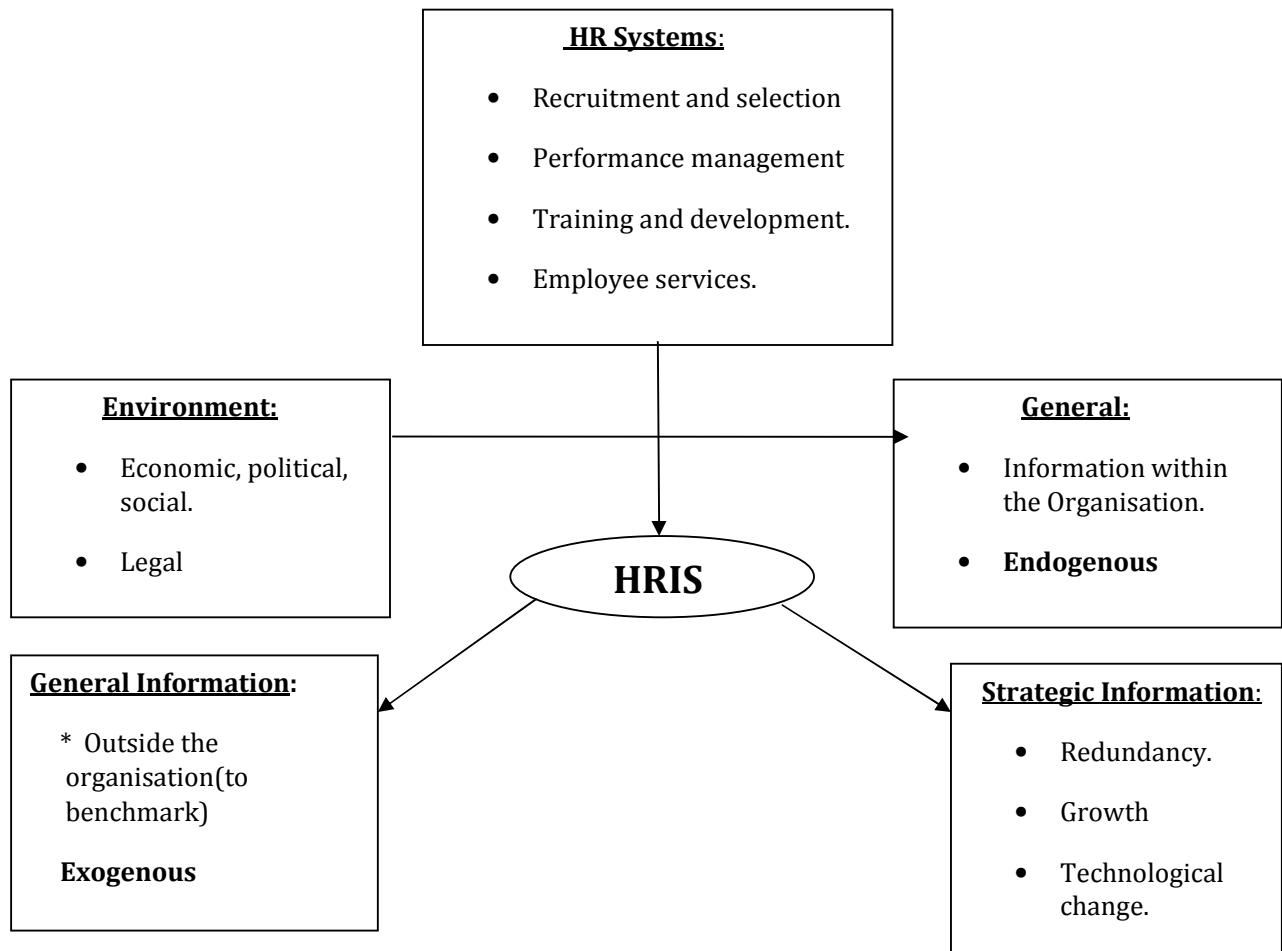 HR Systems:
• Recruitment and selection
• Performance management
• Training and development.
• Employee services.
Environment:
• Economic, political,
social.
• Legal
General:
• Information within
the Organisation.
• Endogenous
HRIS
General Information:
* Outside the
organisation(to
benchmark)
Exogenous
Strategic Information:
• Redundancy.
• Growth
• Technological
change.